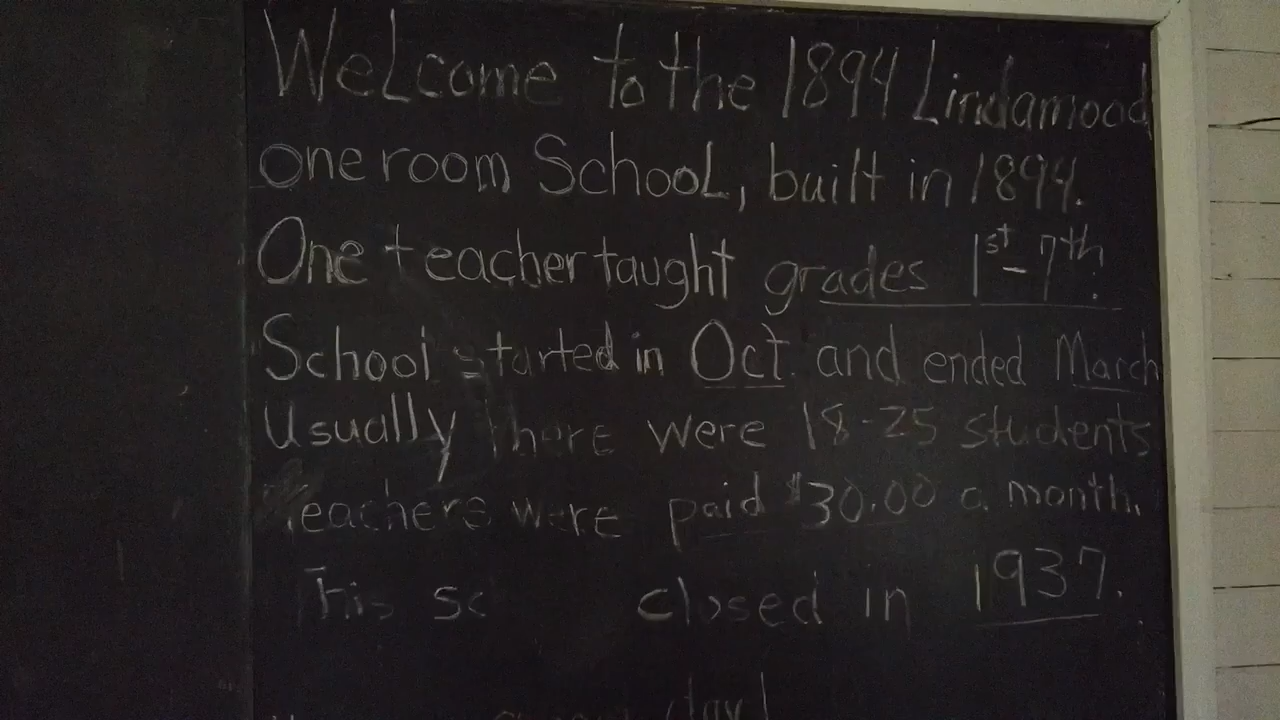 WeLcome to the 1894 Lindamood
one room SchooL, built in 1894.
One teacher taught grades 1st-7th.
School started in Oct and ended March
Usually there were 18-25 students
Teachers were paid $30.00 a month.
This sc closed in 1937.
day!